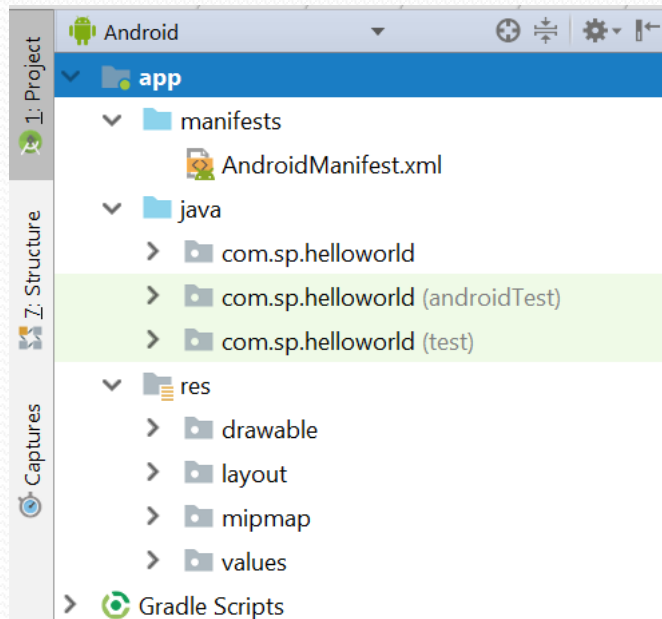 Android
1: Project
app
manifests
AndroidManifest.xml
java
com.sp.helloworld
com.sp.helloworld (androidTest)
7: Structure
com.sp.helloworld (test)
res
drawable
Captures
layout
mipmap
values
Gradle Scripts